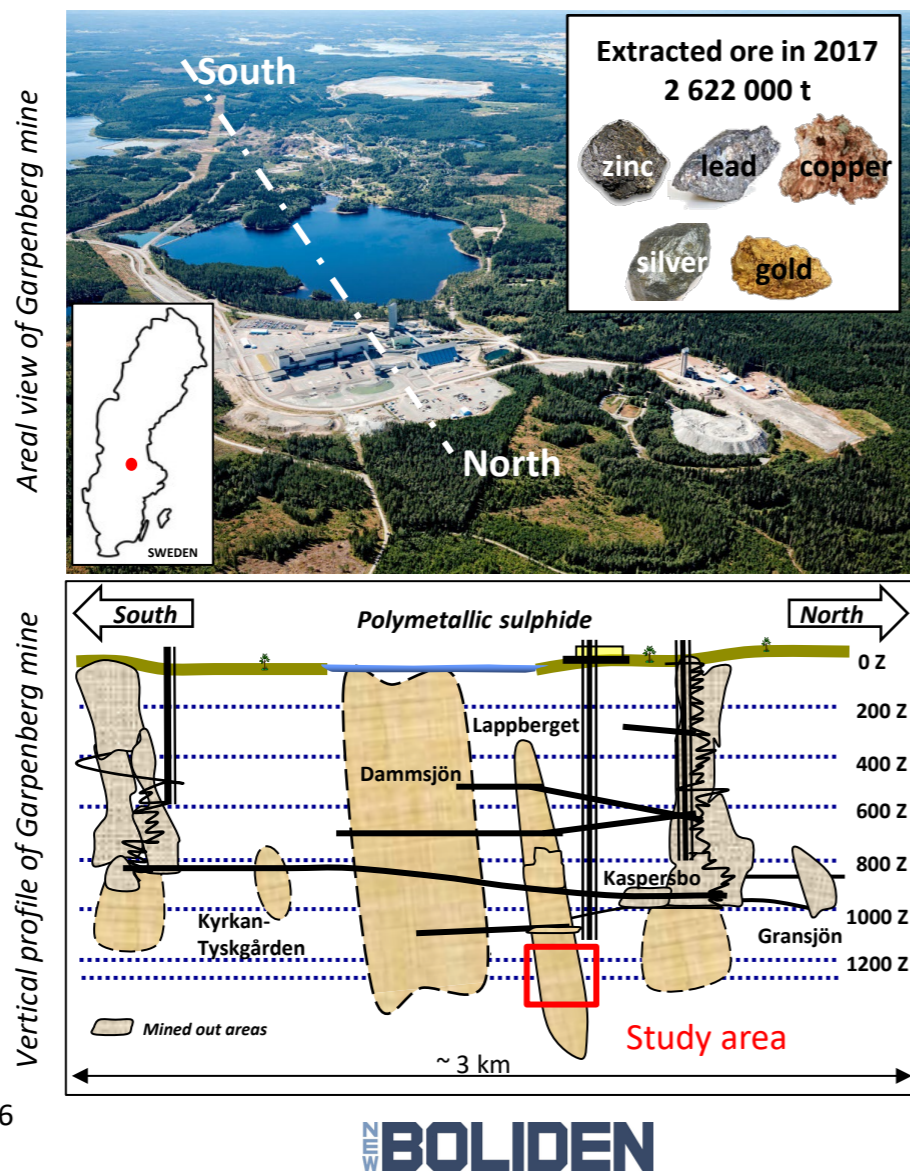 Areal view of Garpenberg mine
South
Extracted ore in 2017
2 622 000 t
zinc
lead
copper
silver
gold
North
SWEDEN
Vertical profile of Garpenberg mine
South
Polymetallic sulphide
North
0 Z
200 Z
Lappberget
400 Z
Dammsjön
600 Z
800 Z
Kaspersbo
Kyrkan-
Tyskgården
1000 Z
Gransjön
1200 Z
Mined out areas
Study area
~ 3 km
6
NEW
BOLIDEN